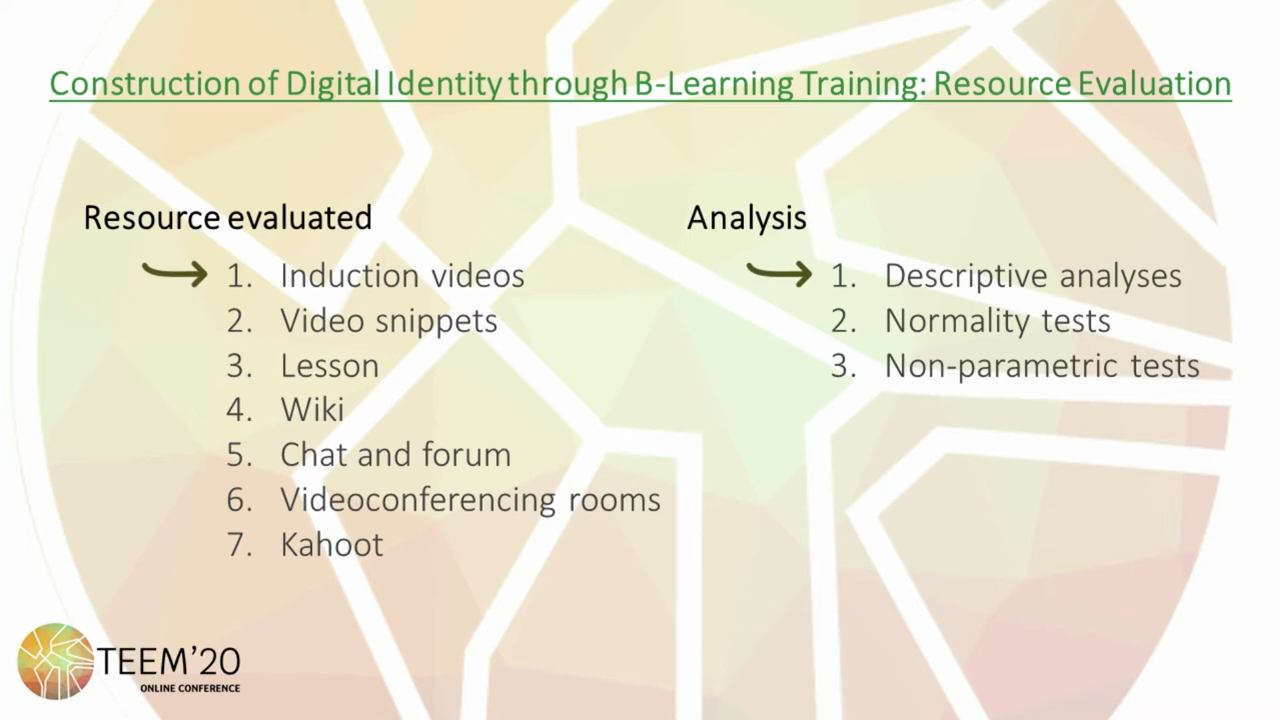 Construction of Digital Identity through B-Learning Training: Resource Evaluation
Resource evaluated
1. Induction videos
2. Video snippets
3. Lesson
4. Wiki
5. Chat and forum
6. Videoconferencing rooms
7. Kahoot
Analysis
1. Descriptive analyses
2. Normality tests
3. Non-parametric tests
TEEM’20
ONLINE CONFERENCE